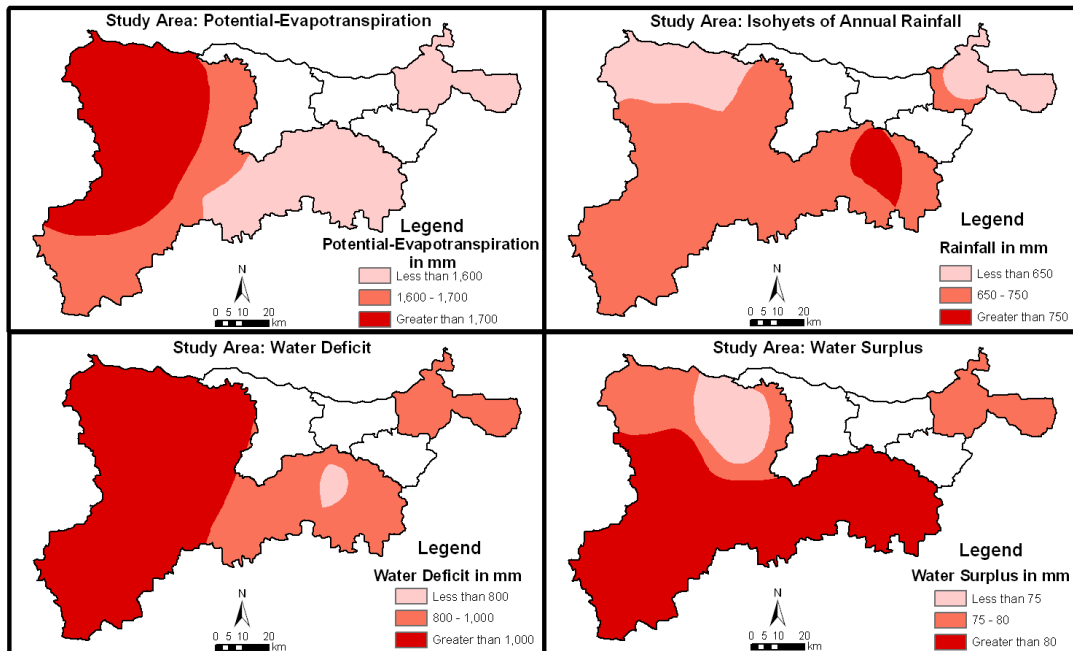 Study Area: Potential-Evapotranspiration
Legend
Potential-Evapotranspiration
in mm
Less than 1,600
1,600 - 1,700
Greater than 1,700
N
0 5 10 20
km
Study Area: Isohyets of Annual Rainfall
Legend
Rainfall in mm
Less than 650
650 - 750
Greater than 750
N
0 5 10 20
km
Study Area: Water Deficit
Legend
Water Deficit in mm
Less than 800
800 - 1,000
Greater than 1,000
N
0 5 10 20
km
Study Area: Water Surplus
Legend
Water Surplus in mm
Less than 75
75 - 80
Greater than 80
N
0 5 10 20
km